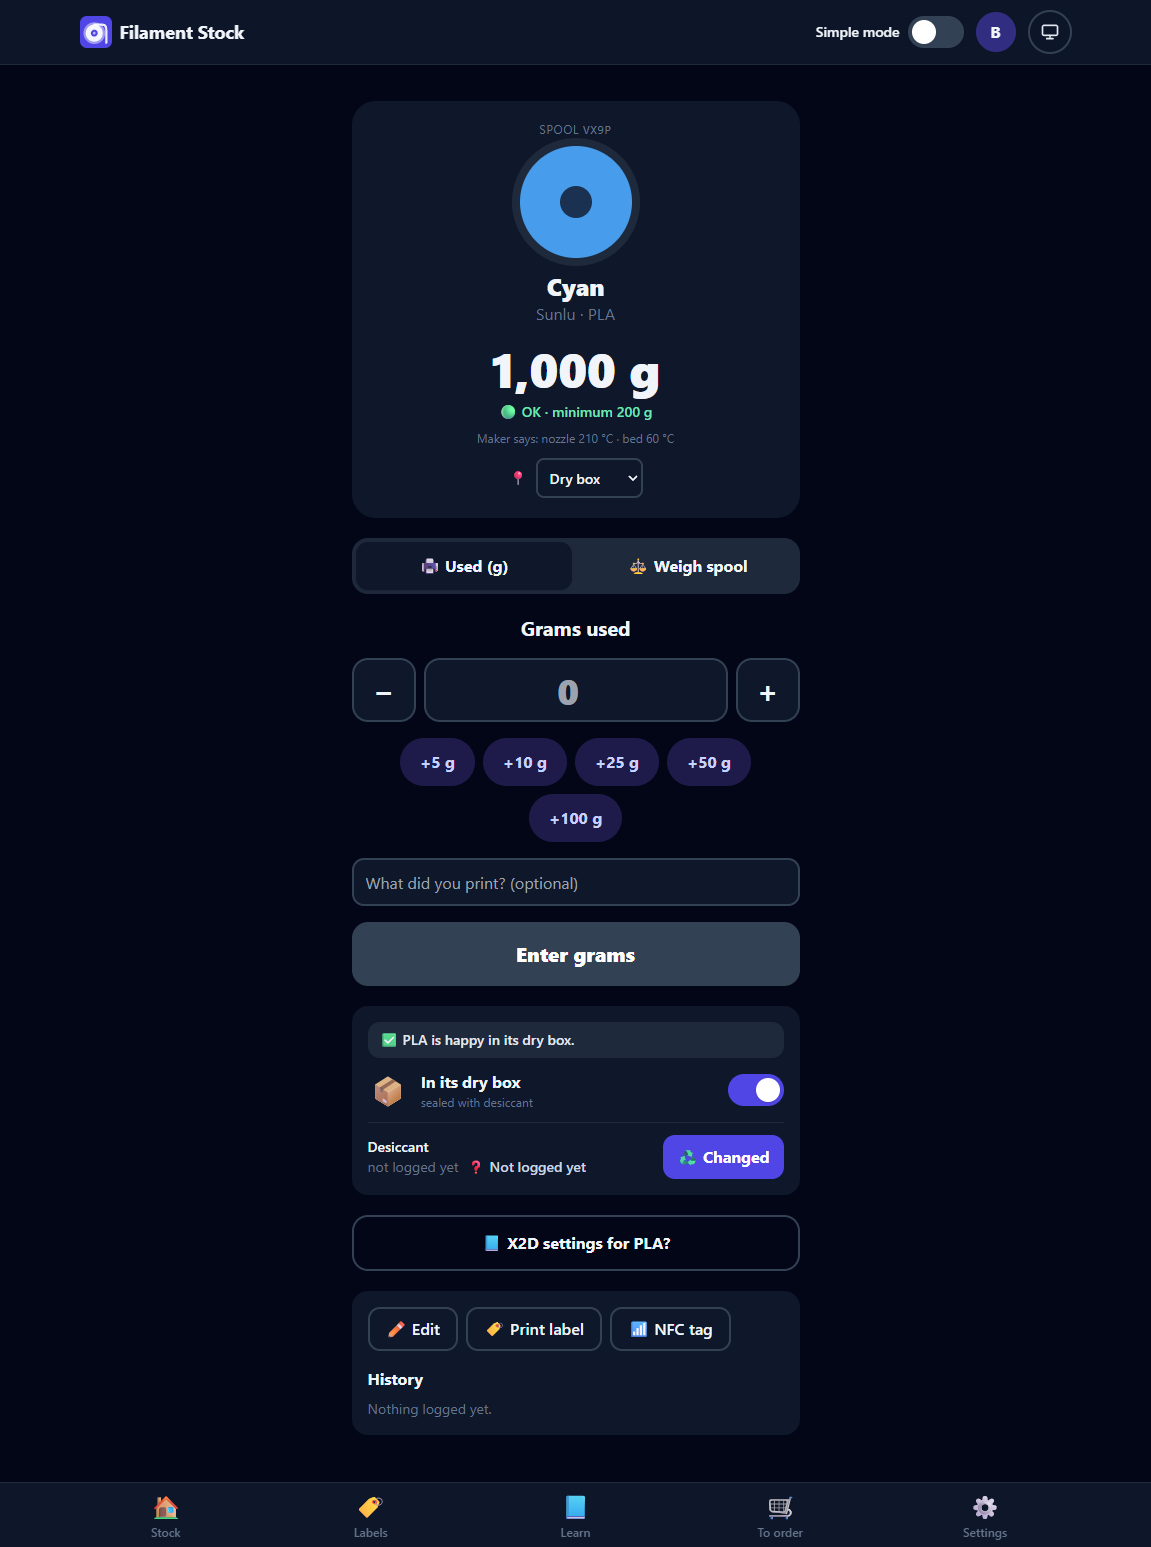 Filament Stock
Simple mode
B
SPOOL VX9P
Cyan
Sunlu · PLA
1,000 g
OK · minimum 200 g
Maker says: nozzle 210 °C · bed 60 °C
Dry box
Used (g)
Weigh spool
Grams used
− 0 +
+5 g +10 g +25 g +50 g
+100 g
What did you print? (optional)
Enter grams
PLA is happy in its dry box.
In its dry box
sealed with desiccant
Desiccant
not logged yet ❓ Not logged yet
Changed
X2D settings for PLA?
Edit
Print label
NFC tag
History
Nothing logged yet.
Stock
Labels
Learn
To order
Settings